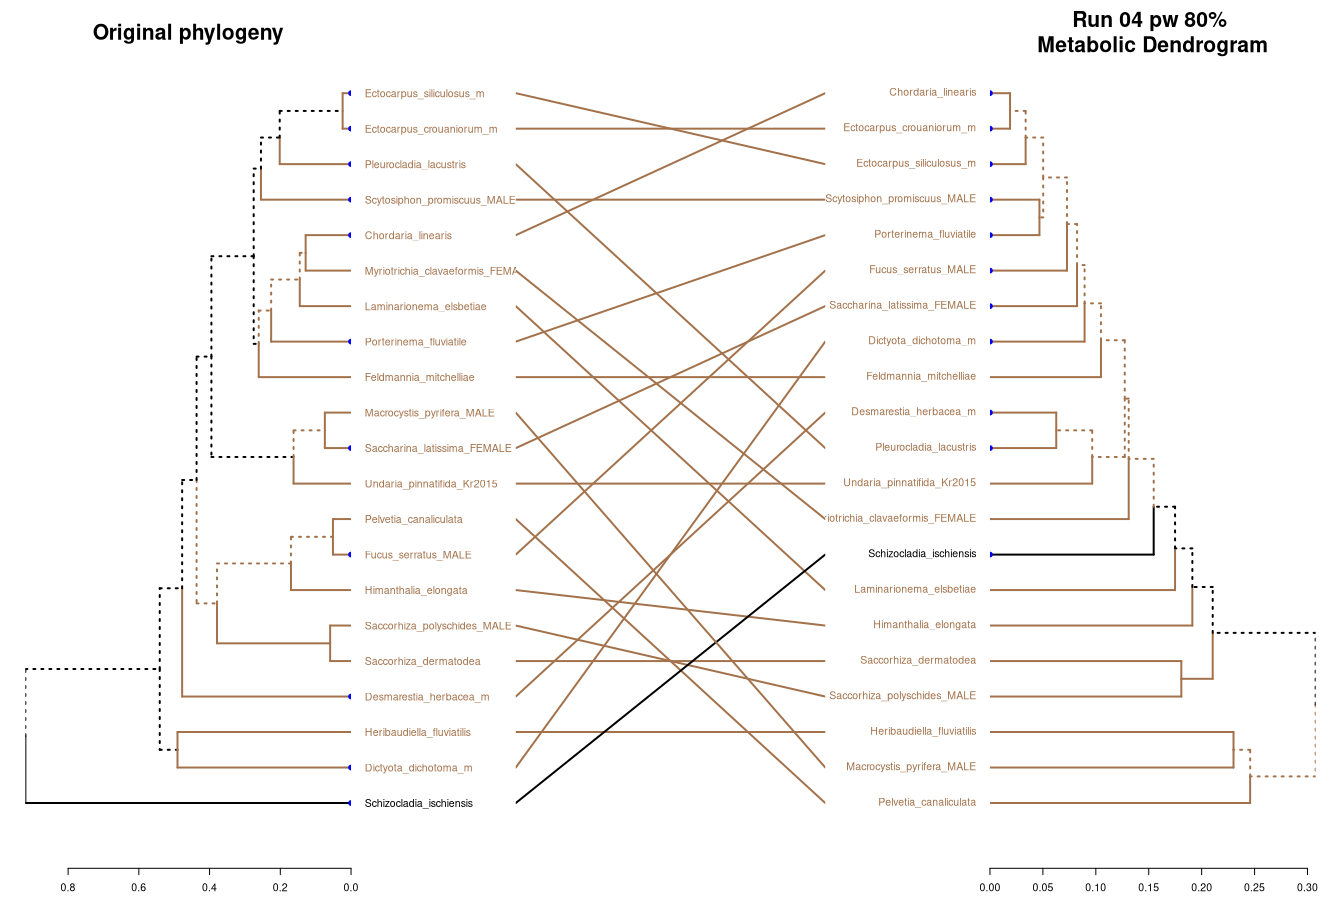 Original phylogeny
Run 04 pw 80%
Metabolic Dendrogram
Ectocarpus_siliculosus_m
Ectocarpus_crouaniorum_m
Pleurocladia_lacustris
Scytosiphon_promiscuus_MALE
Chordaria_linearis
Myriotrichia_clavaeformis_FEMA
Laminarionema_elsbetiae
Porterinema_fluviatile
Feldmannia_mitchelliae
Macrocystis_pyrifera_MALE
Saccharina_latissima_FEMALE
Undaria_pinnatifida_Kr2015
Pelvetia_canaliculata
Fucus_serratus_MALE
Himanthalia_elongata
Saccorhiza_polyschides_MALE
Saccorhiza_dermatodea
Desmarestia_herbacea_m
Heribaudiella_fluviatilis
Dictyota_dichotoma_m
Schizocladia_ischiensis
0.8 0.6 0.4 0.2 0.0
Chordaria_linearis
Ectocarpus_crouaniorum_m
Ectocarpus_siliculosus_m
Scytosiphon_promiscuus_MALE
Porterinema_fluviatile
Fucus_serratus_MALE
Saccharina_latissima_FEMALE
Dictyota_dichotoma_m
Feldmannia_mitchelliae
Desmarestia_herbacea_m
Pleurocladia_lacustris
Undaria_pinnatifida_Kr2015
riotrichia_clavaeformis_FEMALE
Schizocladia_ischiensis
Laminarionema_elsbetiae
Himanthalia_elongata
Saccorhiza_dermatodea
Saccorhiza_polyschides_MALE
Heribaudiella_fluviatilis
Macrocystis_pyrifera_MALE
Pelvetia_canaliculata
0.00 0.05 0.10 0.15 0.20 0.25 0.30